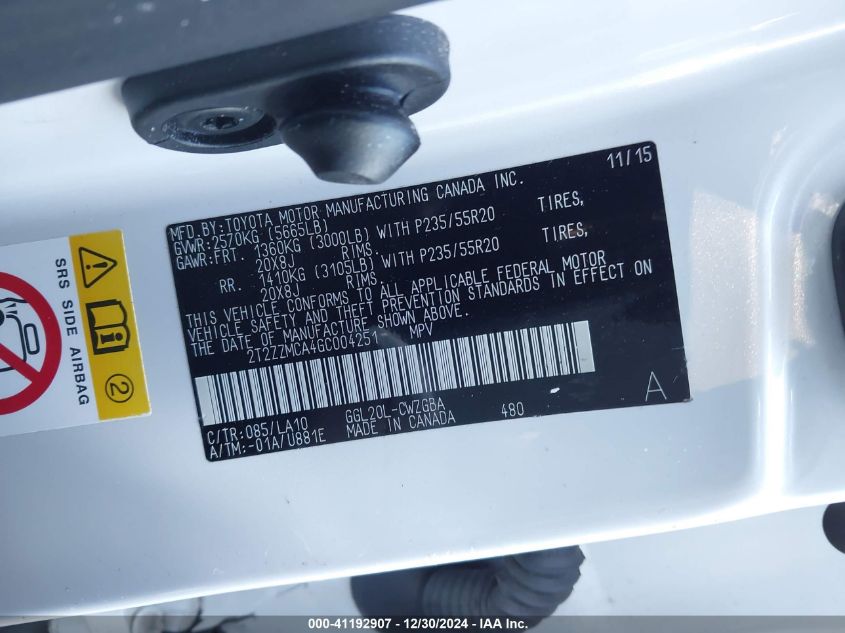 11/15
MFD.BY:TOYOTA MOTOR MANUFACTURING CANADA INC.
GVWR:2570KG (5665LB)
GAWR:FRT. 1360KG (3000LB) WITH P235/55R20 TIRES,
20X8J RIMS.
RR. 1410KG (3105LB) WITH P235/55R20 TIRES,
20X8J RIMS.
THIS VEHICLE CONFORMS TO ALL APPLICABLE FEDERAL MOTOR
VEHICLE SAFETY AND THEFT PREVENTION STANDARDS IN EFFECT ON
THE DATE OF MANUFACTURE SHOWN ABOVE.
2T2ZZMCA4GC004251 MPV
C/TR:085/LA10 GGL20L-CWZGBA 480 A
A/TM:-01A/U881E MADE IN CANADA
SRS SIDE AIRBAG
2
000-41192907 - 12/30/2024 - IAA Inc.